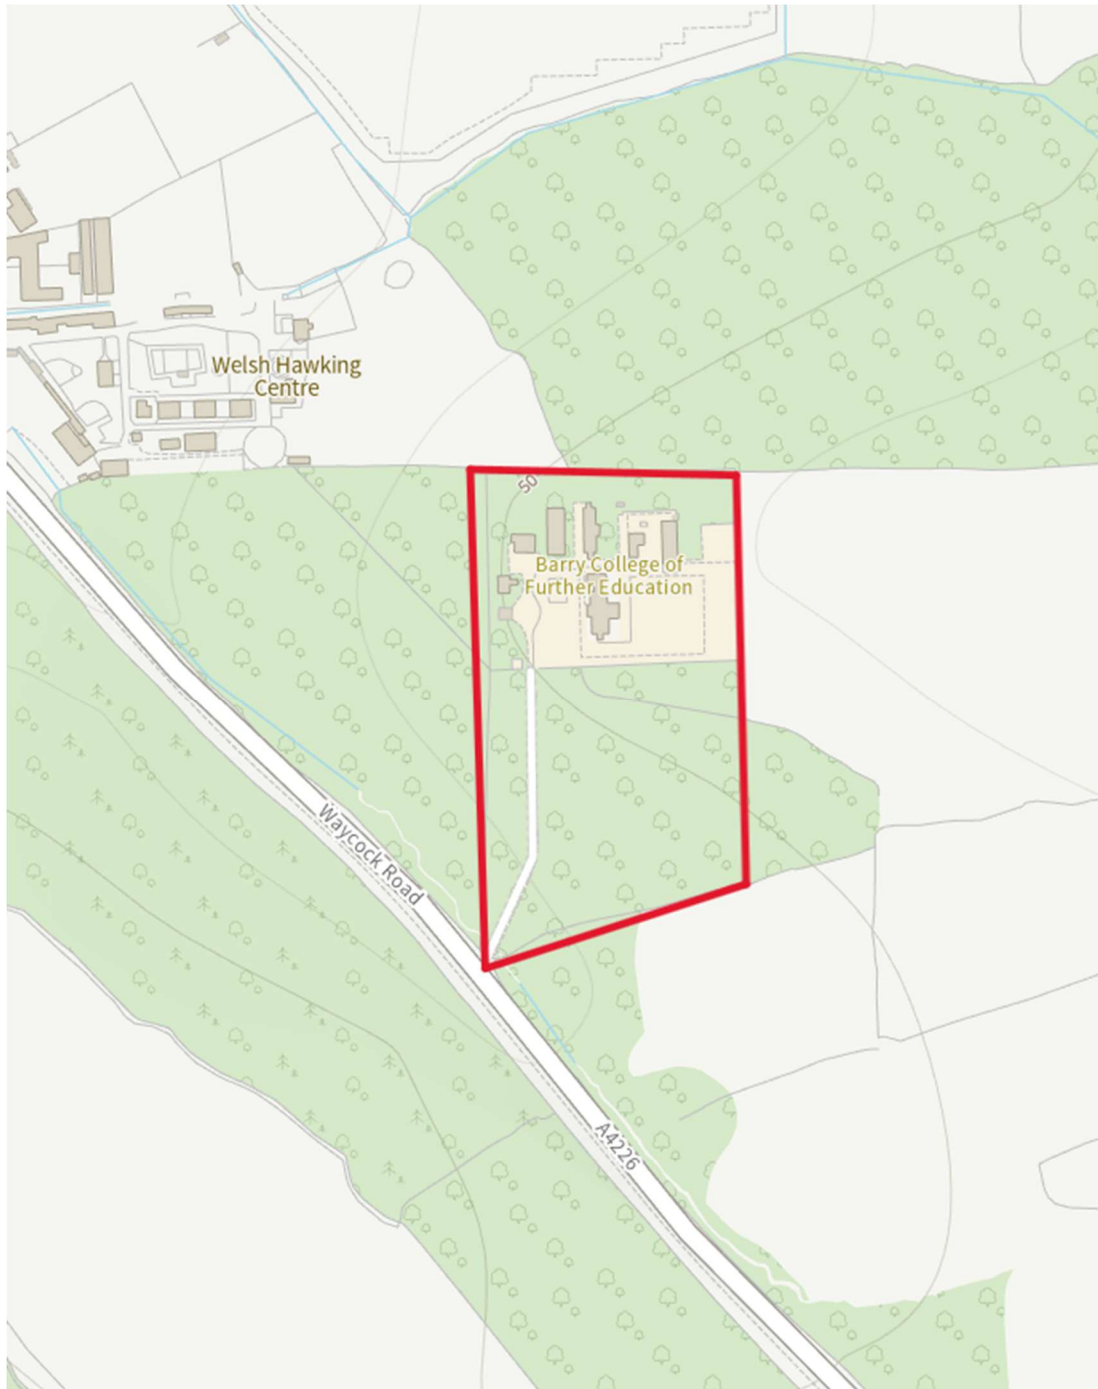 Welsh Hawking
Centre
50
Barry College of
Further Education
Waycock Road
A4226